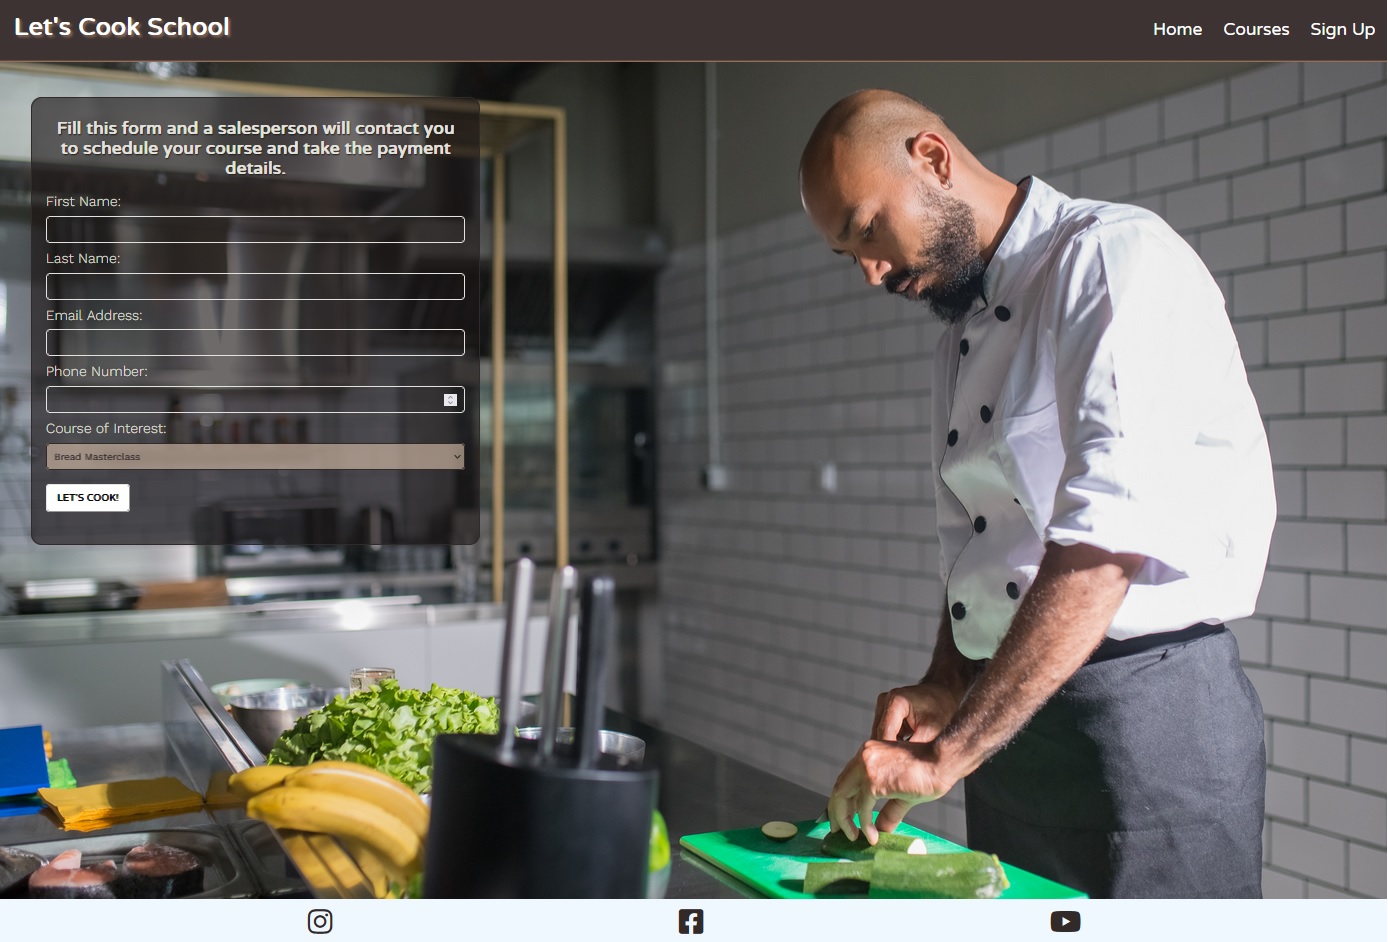 Let's Cook School
Home Courses Sign Up
Fill this form and a salesperson will contact you
to schedule your course and take the payment
details.
First Name:
Last Name:
Email Address:
Phone Number:
Course of Interest:
Bread Masterclass
LET'S COOK!